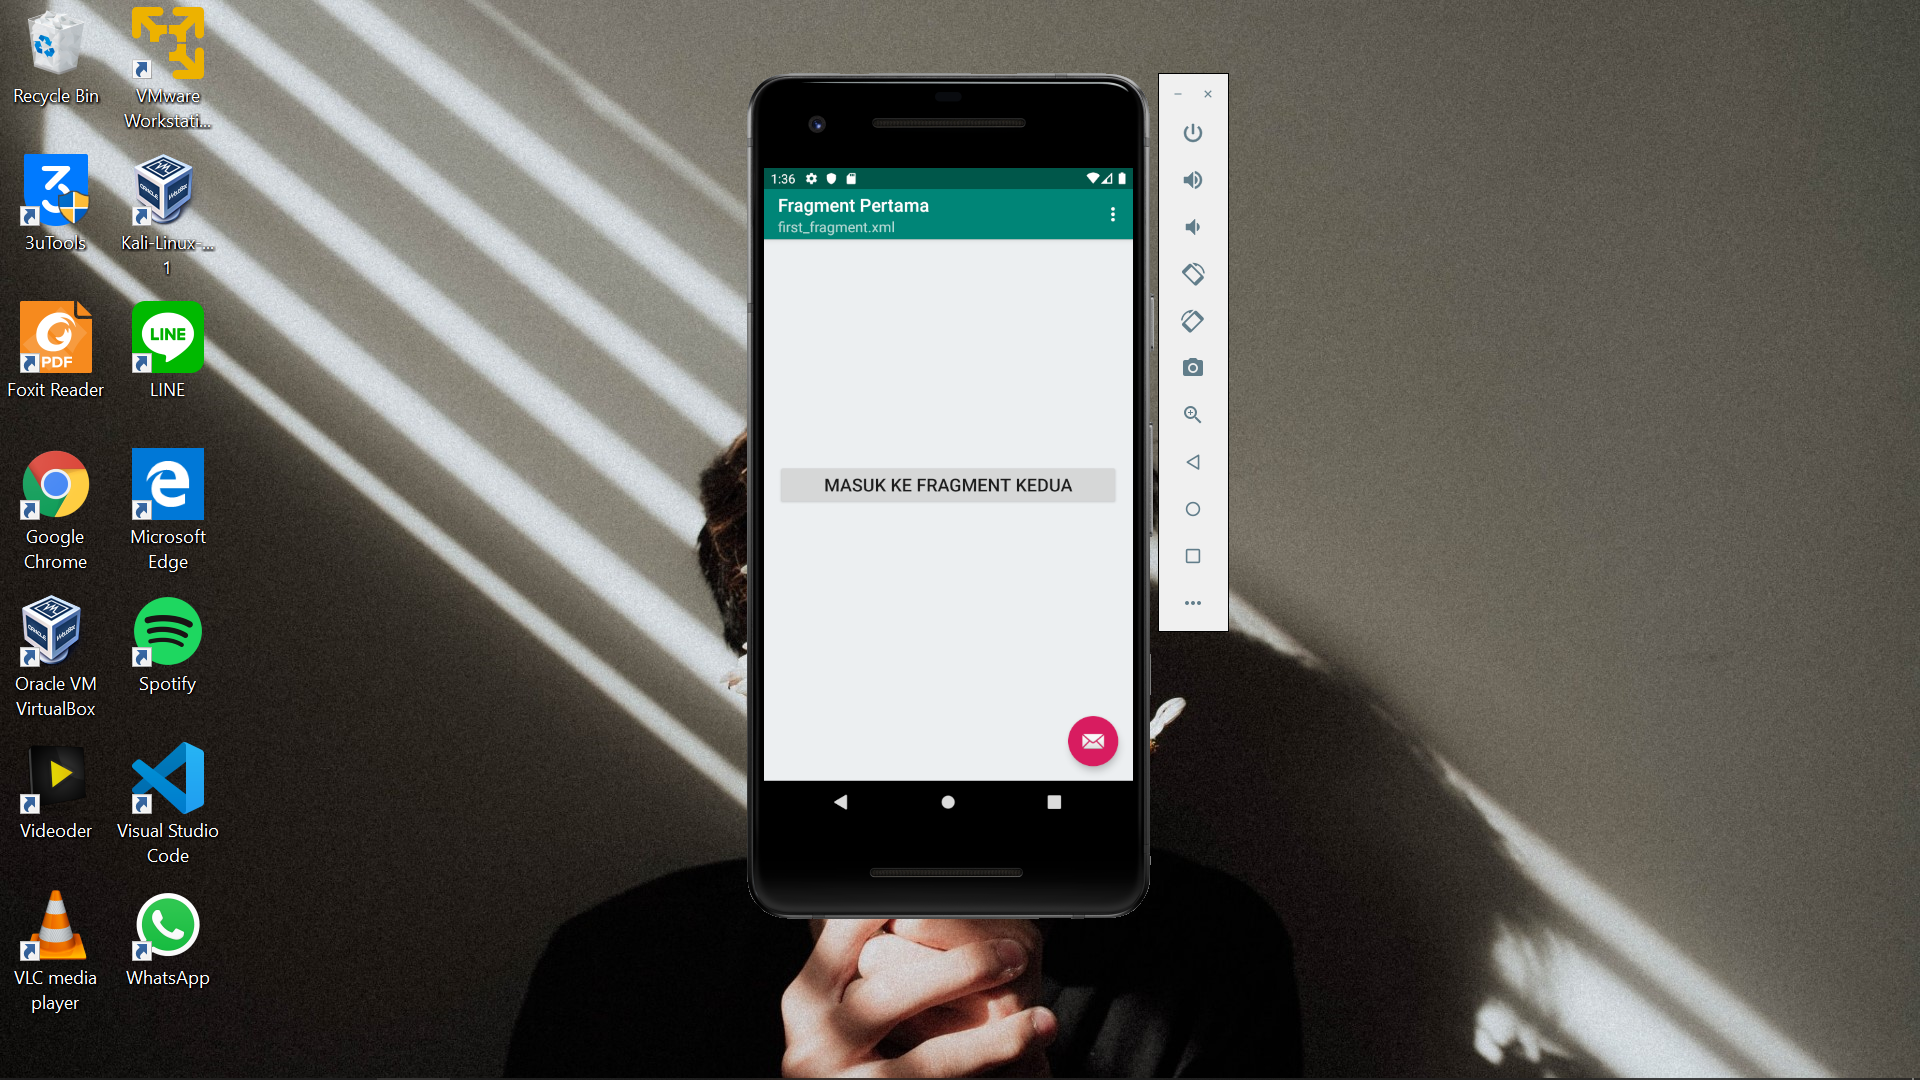 Recycle Bin
VMware
Workstati...
3uTools
Kali-Linux-...
1
PDF
Foxit Reader
LINE
LINE
Google
Chrome
Microsoft
Edge
Oracle VM
VirtualBox
Spotify
Videoder
Visual Studio
Code
VLC media
player
WhatsApp
1:36
Fragment Pertama
first_fragment.xml
MASUK KE FRAGMENT KEDUA